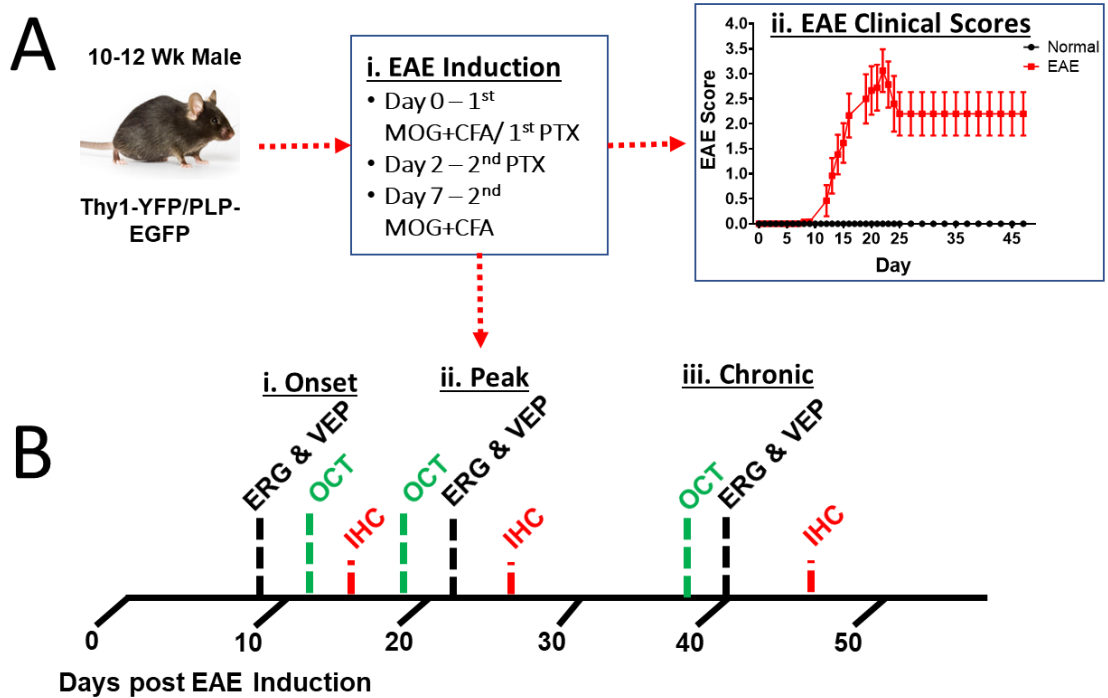 A
10-12 Wk Male
Thy1-YFP/PLP-
EGFP
i. EAE Induction
• Day 0 – 1st
MOG+CFA/ 1st PTX
• Day 2 – 2nd PTX
• Day 7 – 2nd
MOG+CFA
ii. EAE Clinical Scores
Normal
EAE
EAE Score
4.0
3.5
3.0
2.5
2.0
1.5
1.0
0.5
0.0
0 5 10 15 20 25 33 35 45
Day
B
i. Onset
ii. Peak
iii. Chronic
ERG & VEP
OCT
IHC
OCT
ERG & VEP
IHC
OCT
ERG & VEP
IHC
0 10 20 30 40 50
Days post EAE Induction